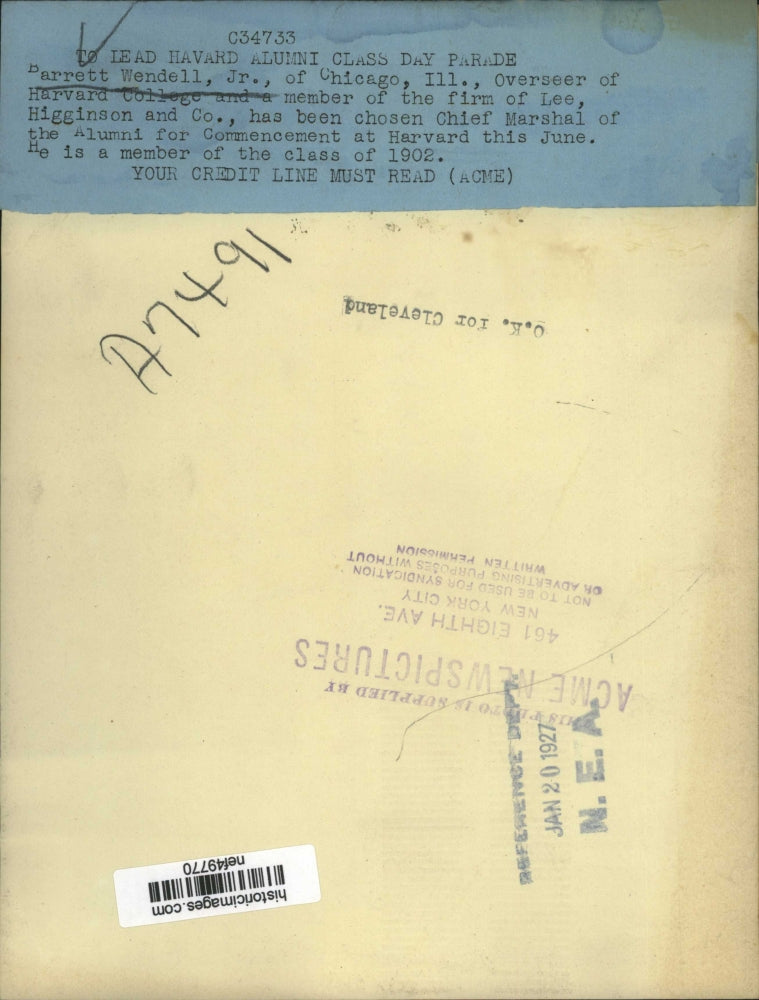 C34733
TO LEAD HAVARD ALUMNI CLASS DAY PARADE
Barrett Wendell, Jr., of Chicago, Ill., Overseer of
Harvard College and a member of the firm of Lee,
Higginson and Co., has been chosen Chief Marshal of
the Alumni for Commencement at Harvard this June.
He is a member of the class of 1902.
YOUR CREDIT LINE MUST READ (ACME)
A7491
O.K. for Cleveland
THIS PHOTO IS SUPPLIED BY
ACME NEWSPICTURES
461 EIGHTH AVE.
NEW YORK CITY
NOT TO BE USED FOR SYNDICATION
OR ADVERTISING PURPOSES WITHOUT
WRITTEN PERMISSION
REFERENCE DEPT.
JAN 20 1927
N. E. A.
historicimages.com
nef49770